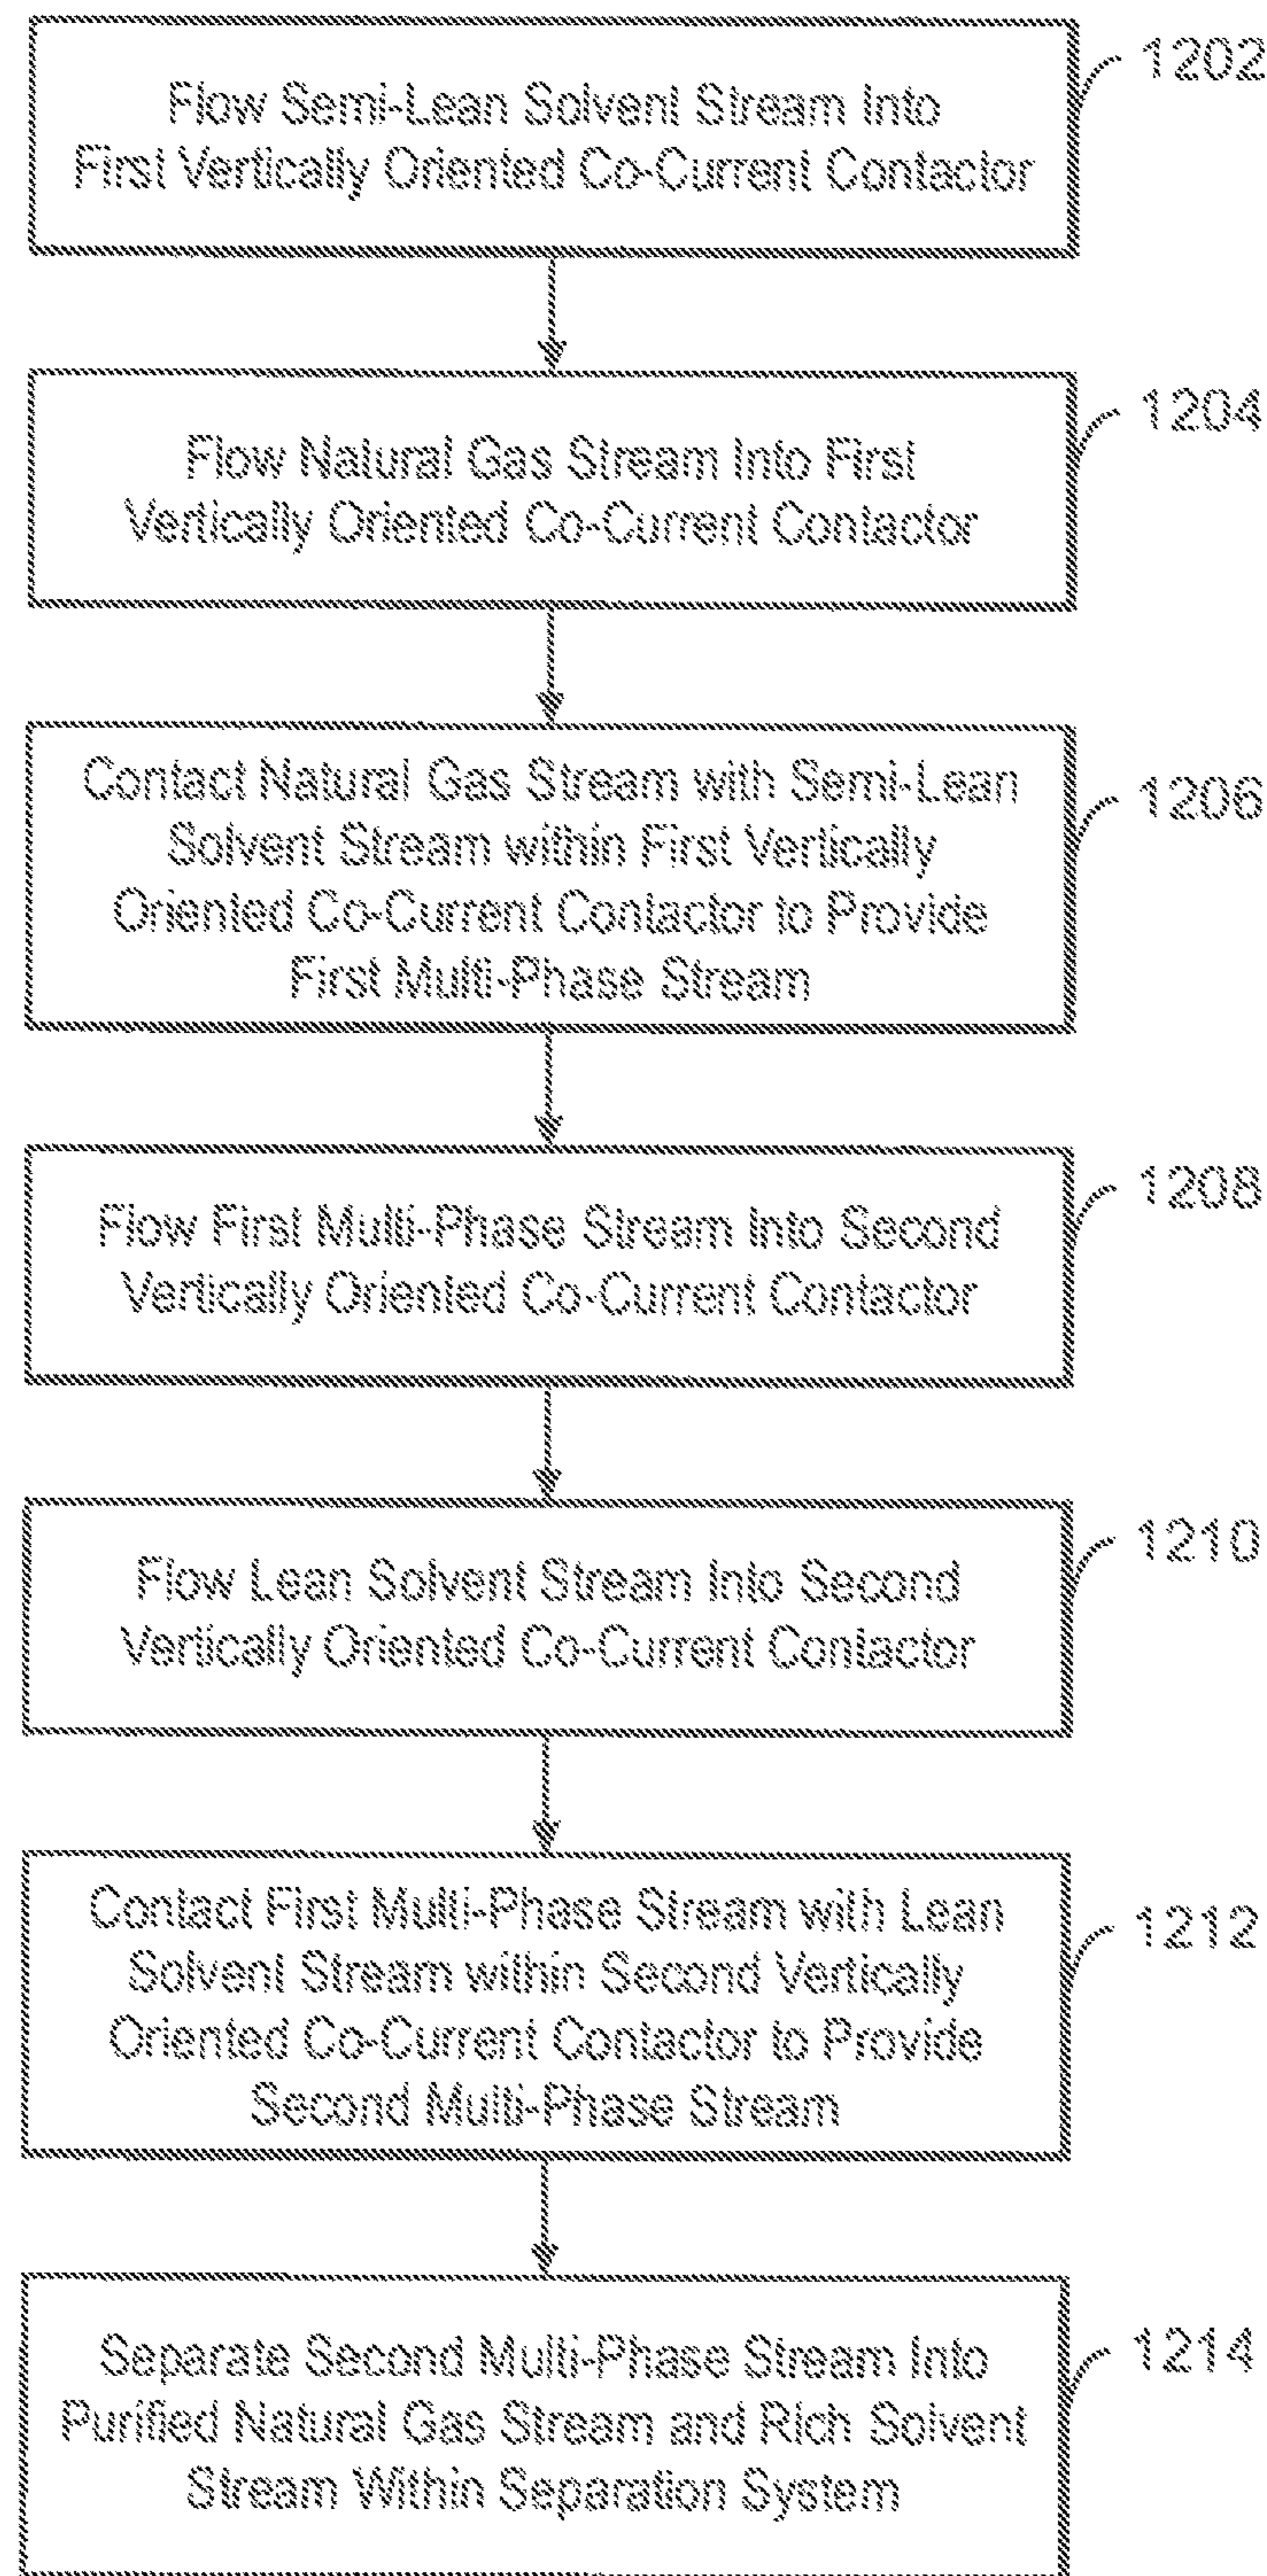 Flow Semi-Lean Solvent Stream Into
First Vertically Oriented Co-Current Contactor
1202
Flow Natural Gas Stream Into First
Vertically Oriented Co-Current Contactor
1204
Contact Natural Gas Stream with Semi-Lean
Solvent Stream within First Vertically
Oriented Co-Current Contactor to Provide
First Multi-Phase Stream
1206
Flow First Multi-Phase Stream Into Second
Vertically Oriented Co-Current Contactor
1208
Flow Lean Solvent Stream Into Second
Vertically Oriented Co-Current Contactor
1210
Contact First Multi-Phase Stream with Lean
Solvent Stream within Second Vertically
Oriented Co-Current Contactor to Provide
Second Multi-Phase Stream
1212
Separate Second Multi-Phase Stream Into
Purified Natural Gas Stream and Rich Solvent
Stream Within Separation System
1214